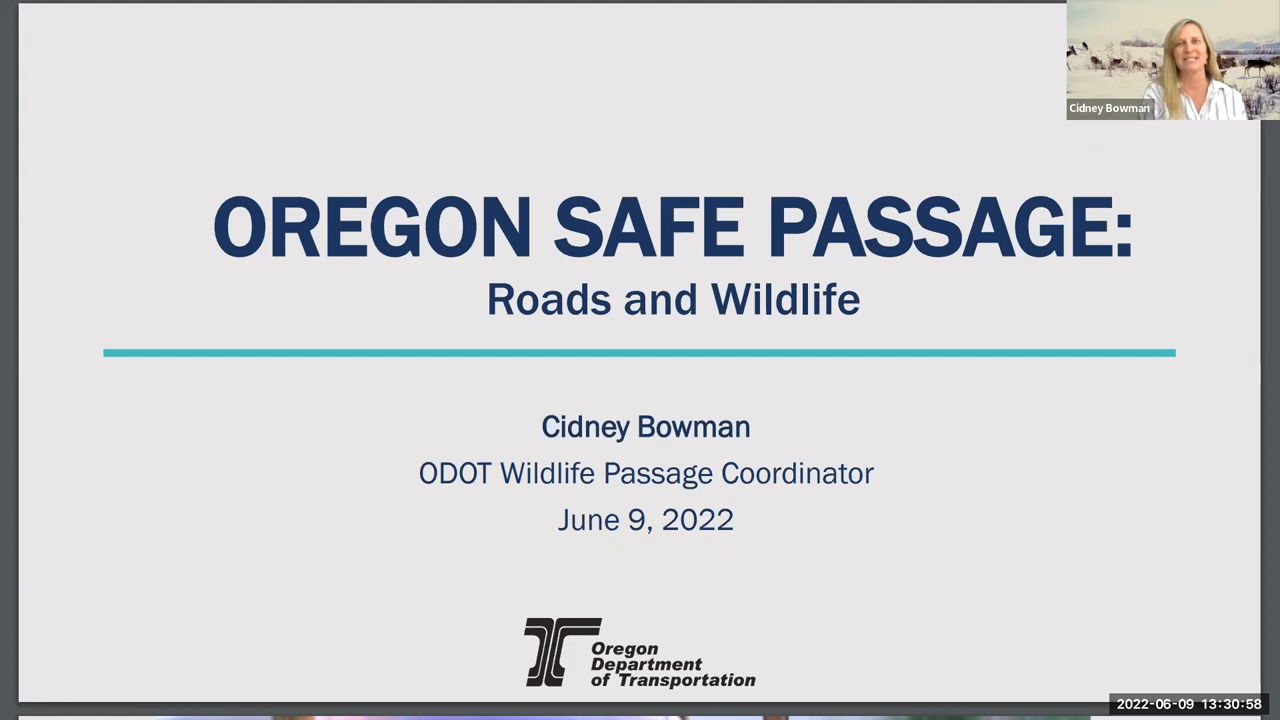 Cidney Bowman
OREGON SAFE PASSAGE:
Roads and Wildlife
Cidney Bowman
ODOT Wildlife Passage Coordinator
June 9, 2022
Oregon
Department
of Transportation
2022-06-09 13:30:58